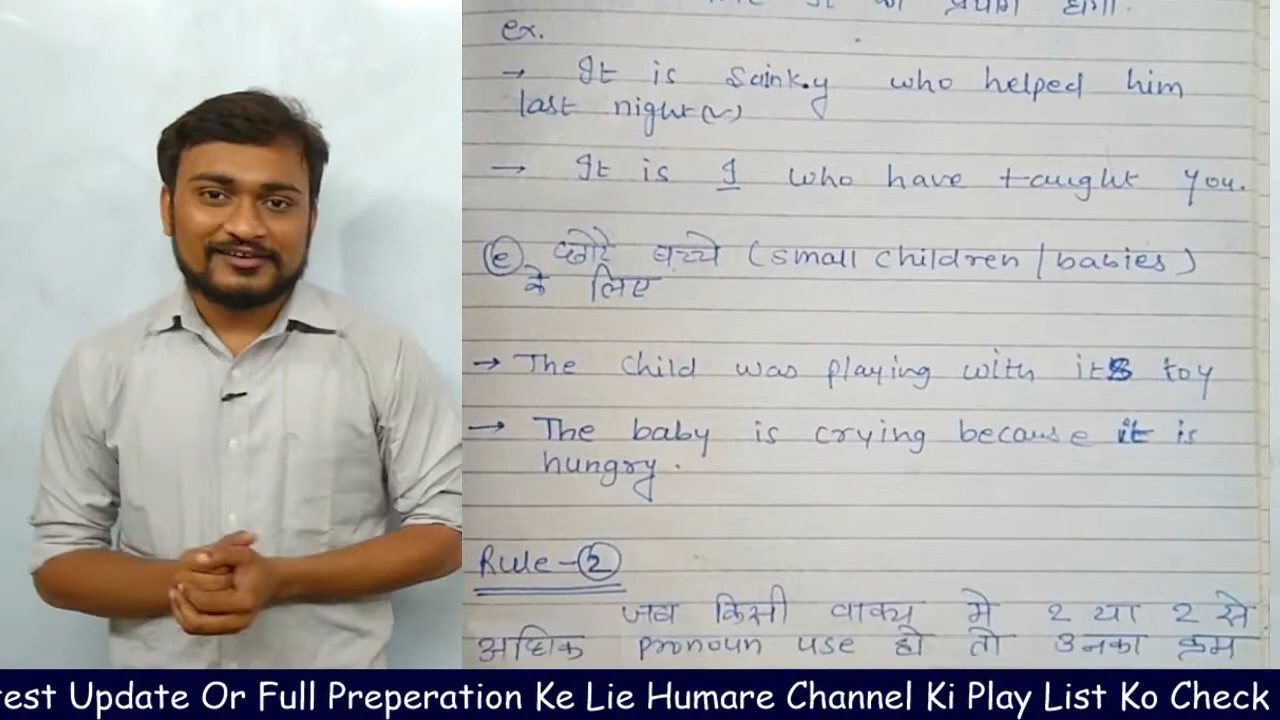 का प्रयोग होगा.
ex.
→ It is Sainky who helped him
last night (~)
→ It is I who have taught you.
(e) छोटे बच्चे (small children / babies)
के लिए
→ The child was playing with its toy
→ The baby is crying because it is
hungry.
Rule - (2)
जब किसी वाक्य मे 2 या 2 से
अधिक pronoun use हो तो उनका क्रम
test Update Or Full Preperation Ke Lie Humare Channel Ki Play List Ko Check